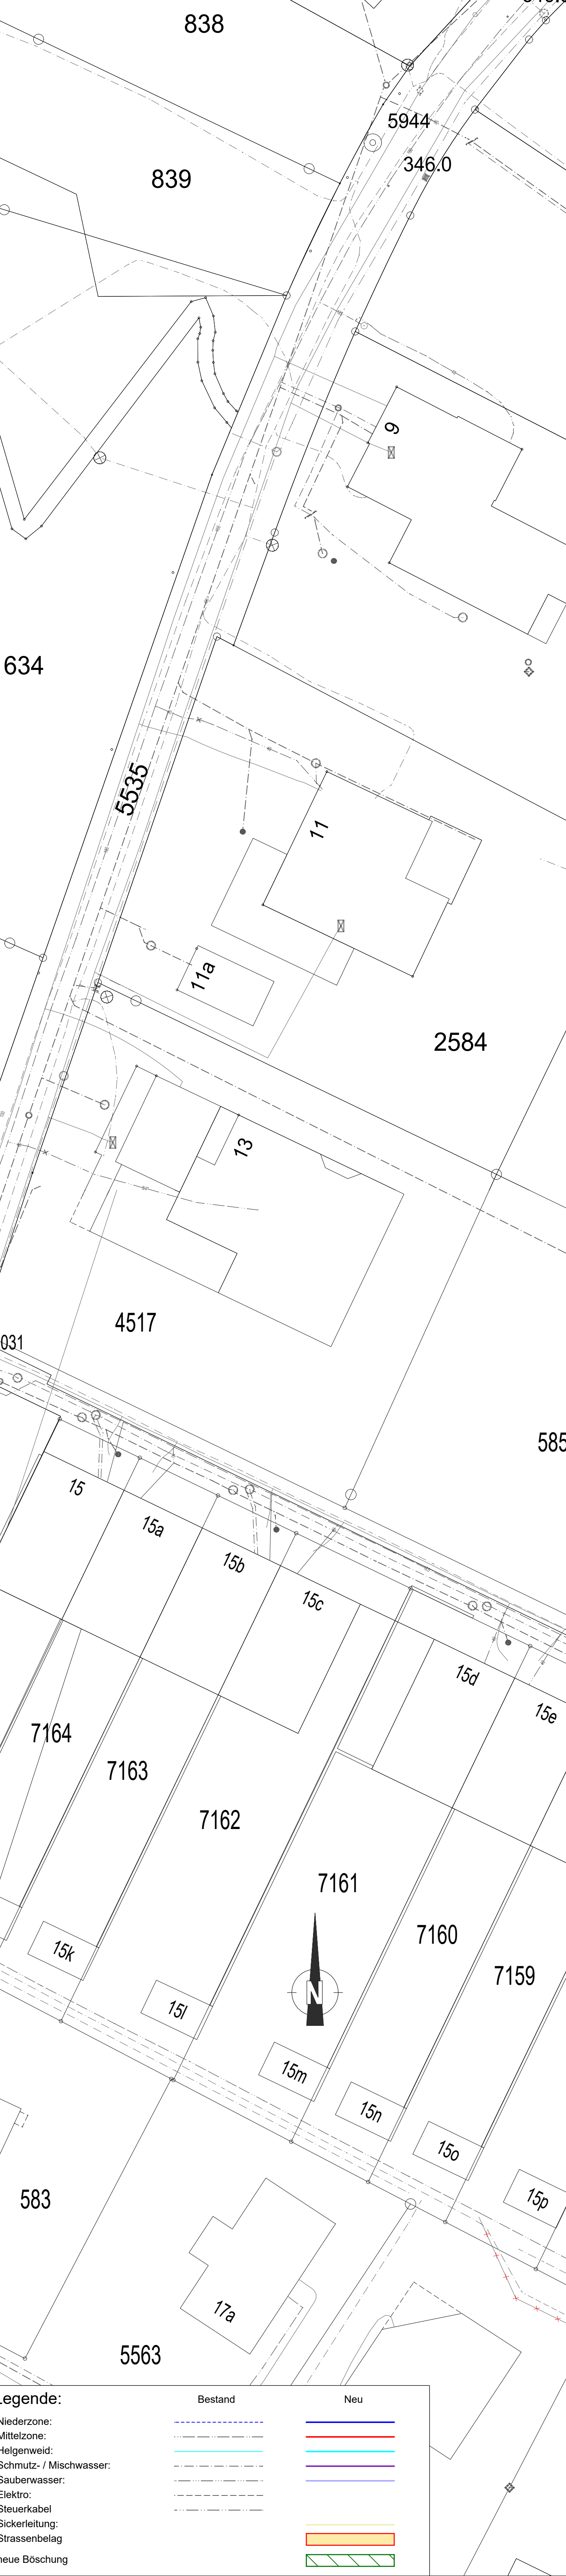 838
5944
346.0
839
9
634
5535
11
11a
2584
13
4517
031
585
15
15a
15b
15c
15d
15e
7164
7163
7162
7161
7160
7159
N
15k
15l
15m
15n
15o
15p
583
17a
5563
Legende:
Bestand Neu
Niederzone:
Mittelzone:
Helgenweid:
Schmutz- / Mischwasser:
Sauberwasser:
Elektro:
Steuerkabel
Sickerleitung:
Strassenbelag
neue Böschung